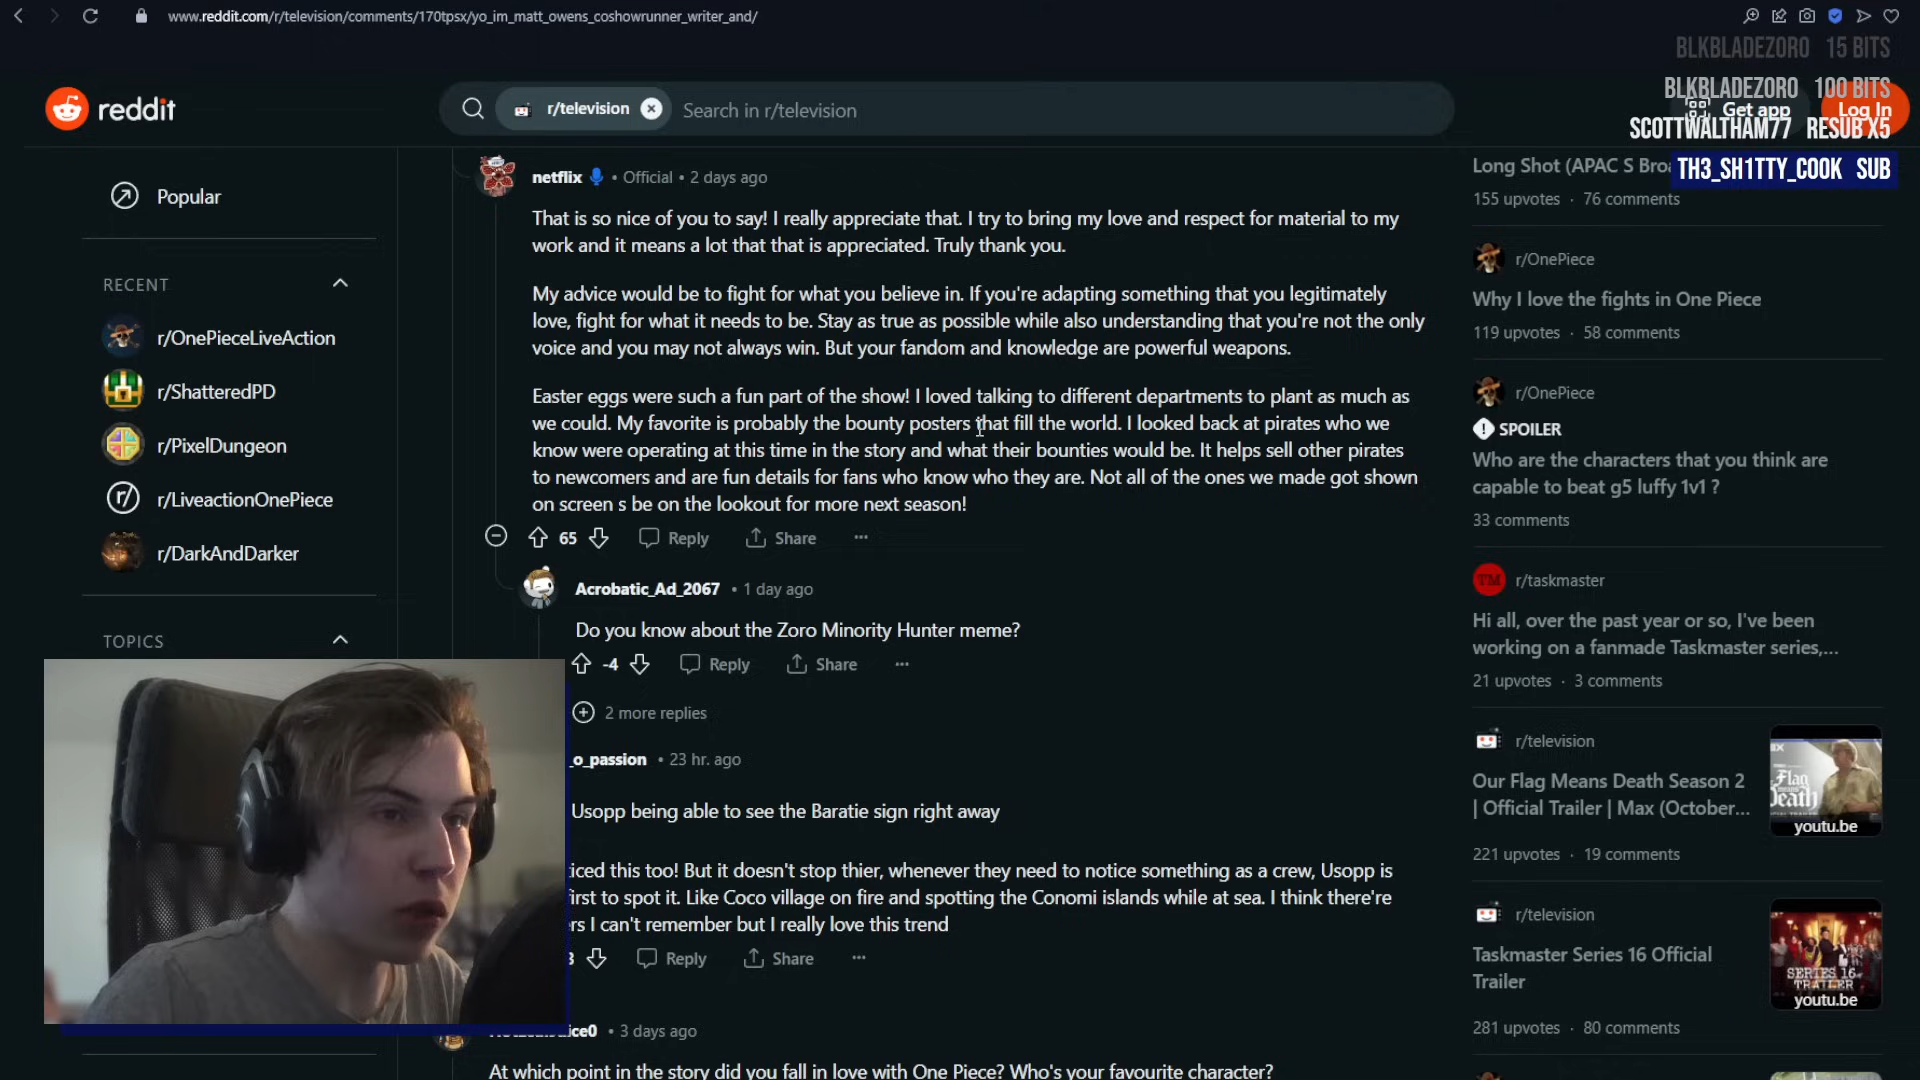 www.reddit.com/r/television/comments/170tpsx/yo_im_matt_owens_coshowrunner_writer_and/
BLKBLADEZORO 15 BITS
BLKBLADEZORO 100 BITS
SCOTTWALTHAM77 RESUB X5
TH3_SH1TTY_COOK SUB
reddit
r/television
Search in r/television
Get app
Log In
Popular
RECENT
r/OnePieceLiveAction
r/ShatteredPD
r/PixelDungeon
r/LiveactionOnePiece
r/DarkAndDarker
TOPICS
netflix • Official • 2 days ago
That is so nice of you to say! I really appreciate that. I try to bring my love and respect for material to my
work and it means a lot that that is appreciated. Truly thank you.
My advice would be to fight for what you believe in. If you're adapting something that you legitimately
love, fight for what it needs to be. Stay as true as possible while also understanding that you're not the only
voice and you may not always win. But your fandom and knowledge are powerful weapons.
Easter eggs were such a fun part of the show! I loved talking to different departments to plant as much as
we could. My favorite is probably the bounty posters that fill the world. I looked back at pirates who we
know were operating at this time in the story and what their bounties would be. It helps sell other pirates
to newcomers and are fun details for fans who know who they are. Not all of the ones we made got shown
on screen s be on the lookout for more next season!
65 Reply Share
Acrobatic_Ad_2067 • 1 day ago
Do you know about the Zoro Minority Hunter meme?
-4 Reply Share
2 more replies
_o_passion • 23 hr. ago
Usopp being able to see the Baratie sign right away
iced this too! But it doesn't stop thier, whenever they need to notice something as a crew, Usopp is
first to spot it. Like Coco village on fire and spotting the Conomi islands while at sea. I think there're
rs I can't remember but I really love this trend
3 Reply Share
ice0 • 3 days ago
At which point in the story did you fall in love with One Piece? Who's your favourite character?
Long Shot (APAC S Bro
155 upvotes · 76 comments
r/OnePiece
Why I love the fights in One Piece
119 upvotes · 58 comments
r/OnePiece
SPOILER
Who are the characters that you think are
capable to beat g5 luffy 1v1 ?
33 comments
TM r/taskmaster
Hi all, over the past year or so, I've been
working on a fanmade Taskmaster series,...
21 upvotes · 3 comments
r/television
Our Flag Means Death Season 2
| Official Trailer | Max (October...
Flag
means
Death
youtu.be
221 upvotes · 19 comments
r/television
Taskmaster Series 16 Official
Trailer
SERIES 16
TRAILER
youtu.be
281 upvotes · 80 comments